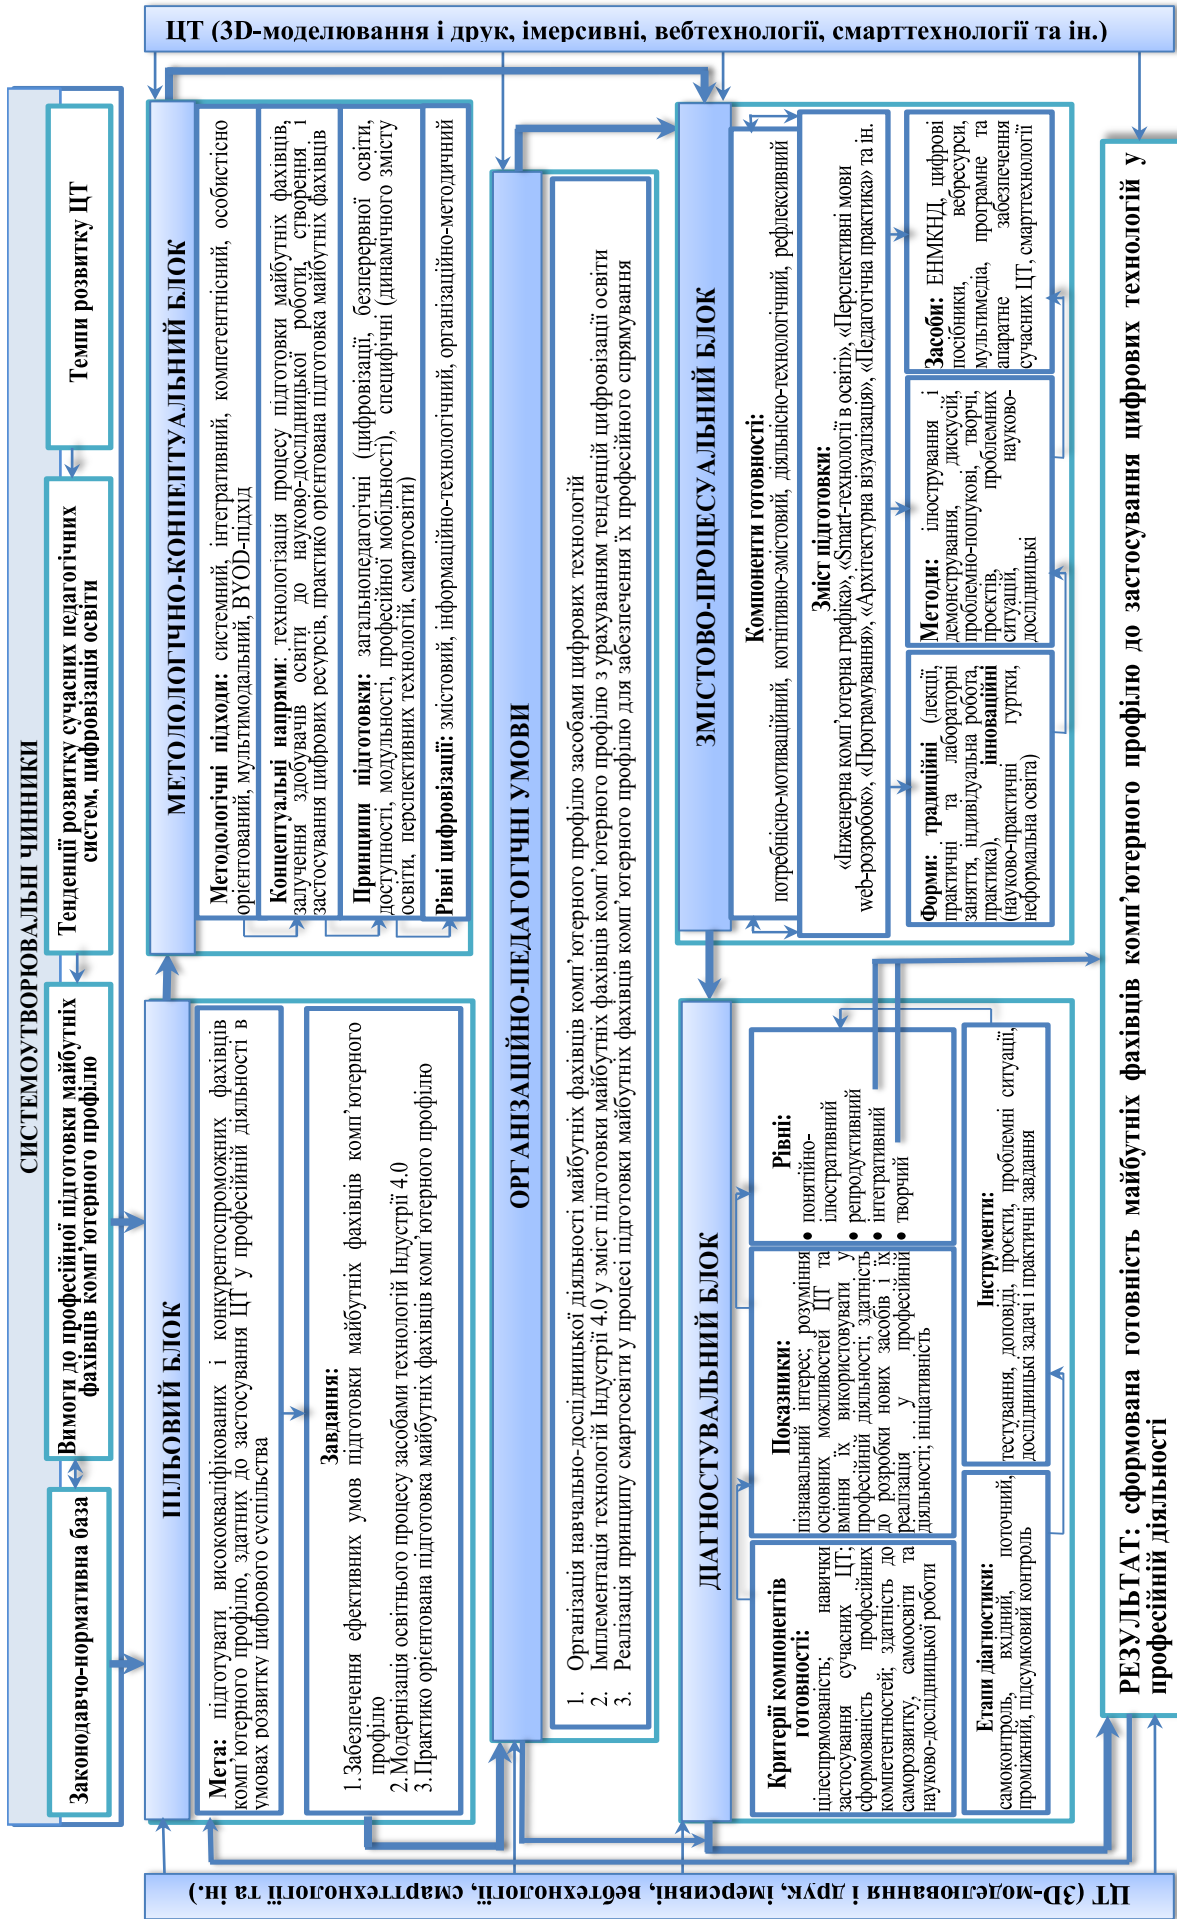 СИСТЕМОУТВОРЮВАЛЬНІ ЧИННИКИ
Законодавчо-нормативна база
Вимоги до професійної підготовки майбутніх
фахівців комп’ютерного профілю
Тенденції розвитку сучасних педагогічних
систем, цифровізація освіти
Темпи розвитку ЦТ
ЦТ (3D-моделювання і друк, імерсивні, вебтехнології, смарттехнології та ін.)
ЦІЛЬОВИЙ БЛОК
Мета: підготувати висококваліфікованих і конкурентоспроможних фахівців
комп’ютерного профілю, здатних до застосування ЦТ у професійній діяльності в
умовах розвитку цифрового суспільства
Завдання:
1. Забезпечення ефективних умов підготовки майбутніх фахівців комп’ютерного
профілю
2. Модернізація освітнього процесу засобами технологій Індустрії 4.0
3. Практико орієнтована підготовка майбутніх фахівців комп’ютерного профілю
МЕТОЛОГІЧНО-КОНЦЕПТУАЛЬНИЙ БЛОК
Методологічні підходи: системний, інтегративний, компетентнісний, особистісно
орієнтований, мультимодальний, BYOD-підхід
Концептуальні напрями: технологізація процесу підготовки майбутніх фахівців,
залучення здобувачів освіти до науково-дослідницької роботи, створення і
застосування цифрових ресурсів, практико орієнтована підготовка майбутніх фахівців
Принципи підготовки: загальнопедагогічні (цифровізації, безперервної освіти,
доступності, модульності, професійної мобільності), специфічні (динамічного змісту
освіти, перспективних технологій, смартосвіти)
Рівні цифровізації: змістовий, інформаційно-технологічний, організаційно-методичний
ОРГАНІЗАЦІЙНО-ПЕДАГОГІЧНІ УМОВИ
1. Організація навчально-дослідницької діяльності майбутніх фахівців комп’ютерного профілю засобами цифрових технологій
2. Імплементація технологій Індустрії 4.0 у зміст підготовки майбутніх фахівців комп’ютерного профілю з урахуванням тенденцій цифровізації освіти
3. Реалізація принципу смартосвіти у процесі підготовки майбутніх фахівців комп’ютерного профілю для забезпечення їх професійного спрямування
ДІАГНОСТУВАЛЬНИЙ БЛОК
Критерії компонентів
готовності:
цілеспрямованість; навички
застосування сучасних ЦТ;
сформованість професійних
компетентностей; здатність до
саморозвитку, самоосвіти та
науково-дослідницької роботи
Показники:
пізнавальний інтерес; розуміння
основних можливостей ЦТ та
вміння їх використовувати у
професійній діяльності; здатність
до розробки нових засобів і їх
реалізація у професійній
діяльності; ініціативність
Рівні:
• понятійно-
ілюстративний
• репродуктивний
• інтегративний
• творчий
Етапи діагностики:
самоконтроль, вхідний, поточний,
проміжний, підсумковий контроль
Інструменти:
тестування, доповіді, проєкти, проблемні ситуації,
дослідницькі задачі і практичні завдання
ЗМІСТОВО-ПРОЦЕСУАЛЬНИЙ БЛОК
Компоненти готовності:
потребнісно-мотиваційний, когнітивно-змістовий, діяльнісно-технологічний, рефлексивний
Зміст підготовки:
«Інженерна комп’ютерна графіка», «Smart-технології в освіті», «Перспективні мови
web-розробою», «Програмування», «Архітектурна візуалізація», «Педагогічна практика» та ін.
Форми: традиційні (лекції,
практичні та лабораторні
заняття, індивідуальна робота,
практика), інноваційні
(науково-практичні гуртки,
неформальна освіта)
Методи: ілюстрування і
демонстрування, дискусій,
проблемно-пошукові, творчі,
проєктів, проблемних
ситуацій, науково-
дослідницькі
Засоби: ЕНМКНД, цифрові
посібники, вебресурси,
мультимедіа, програмне та
апаратне забезпечення
сучасних ЦТ, смарттехнології
РЕЗУЛЬТАТ: сформована готовність майбутніх фахівців комп’ютерного профілю до застосування цифрових технологій у
професійній діяльності
ЦТ (3D-моделювання і друк, імерсивні, вебтехнології, смарттехнології та ін.)